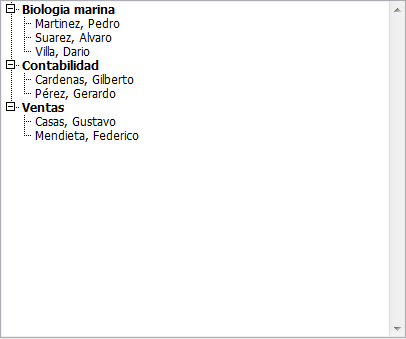 Biologia marina
Martinez, Pedro
Suarez, Alvaro
Villa, Dario
Contabilidad
Cardenas, Gilberto
Pérez, Gerardo
Ventas
Casas, Gustavo
Mendieta, Federico